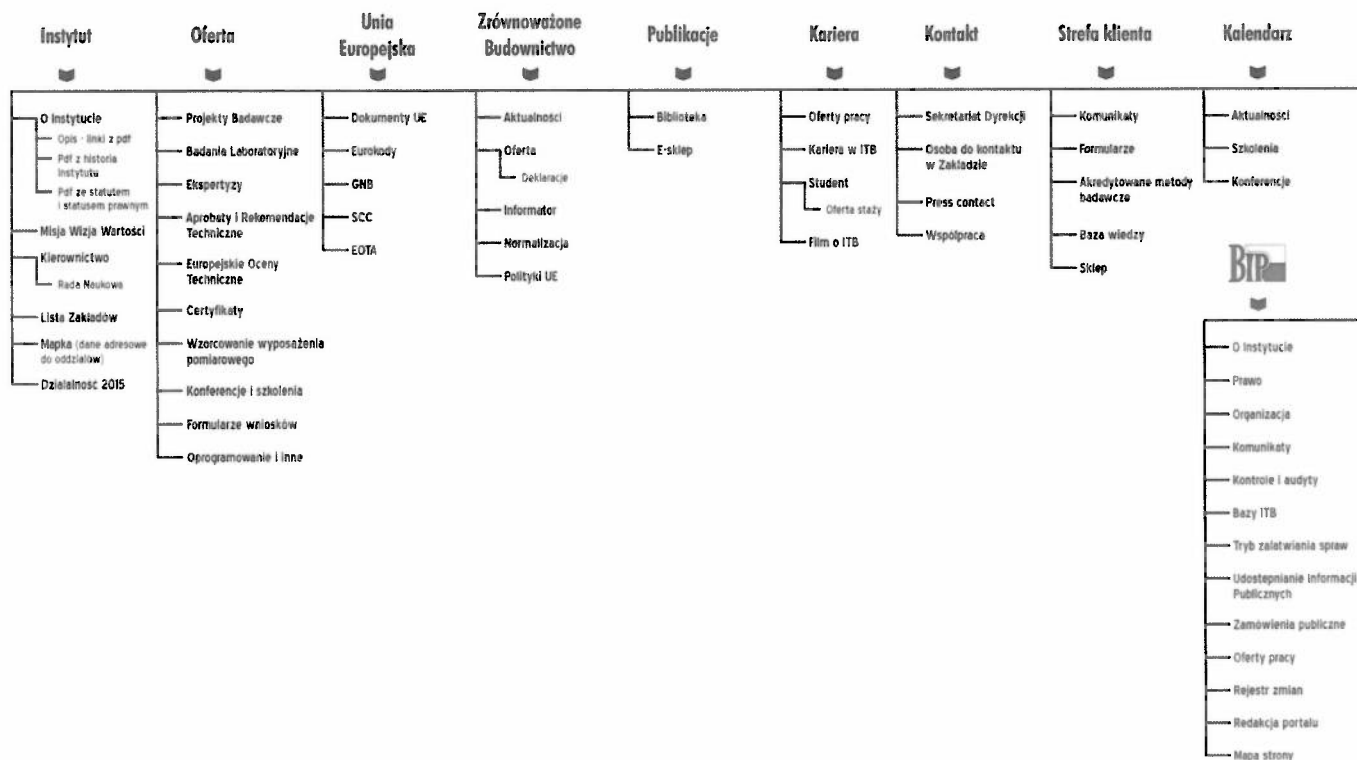 Instytut
O Instytucie
Opis - linki z pdf
Pdf z historia
Instytutu
Pdf ze statutem
i statusem prawnym
Misja Wizja Wartości
Kierownictwo
Rada Naukowa
Lista Zakładów
Mapka (dane adresowe
do oddziałow)
Działalność 2015
Oferta
Projekty Badawcze
Badania Laboratoryjne
Ekspertyzy
Aprobaty i Rekomendacje
Techniczne
Europejskie Oceny
Techniczne
Certyfikaty
Wzorcowanie wyposażenia
pomiarowego
Konferencje i szkolenia
Formularze wniosków
Oprogramowanie i inne
Unia
Europejska
Dokumenty UE
Eurokody
GNB
SCC
EOTA
Zrównoważone
Budownictwo
Aktualności
Oferta
Deklaracje
Informator
Normalizacja
Polityki UE
Publikacje
Biblioteka
E-sklep
Kariera
Oferty pracy
Kariera w ITB
Student
Oferta staży
Film o ITB
Kontakt
Sekretariat Dyrekcji
Osoba do kontaktu
w Zakładzie
Press contact
Współpraca
Strefa klienta
Komunikaty
Formularze
Akredytowane metody
badawcze
Baza wiedzy
Sklep
Kalendarz
Aktualności
Szkolenia
Konferencje
BIP
O Instytucie
Prawo
Organizacja
Komunikaty
Kontrole i audyty
Bazy ITB
Tryb załatwiania spraw
Udostepnianie Informacji
Publicznych
Zamówienia publiczne
Oferty pracy
Rejestr zmian
Redakcja portalu
Mapa strony